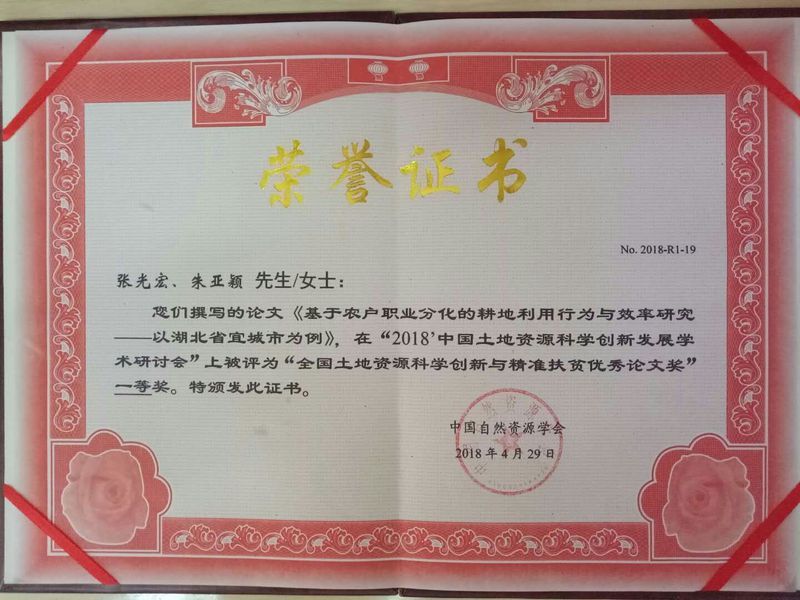 荣誉证书
No. 2018-R1-19
张光宏、朱亚颖 先生/女士：
您们撰写的论文《基于农户职业分化的耕地利用行为与效率研究
——以湖北省宜城市为例》，在“2018’中国土地资源科学创新发展学
术研讨会”上被评为“全国土地资源科学创新与精准扶贫优秀论文奖”
一等奖。特颁发此证书。
中国自然资源学会
2018 年 4 月 29 日